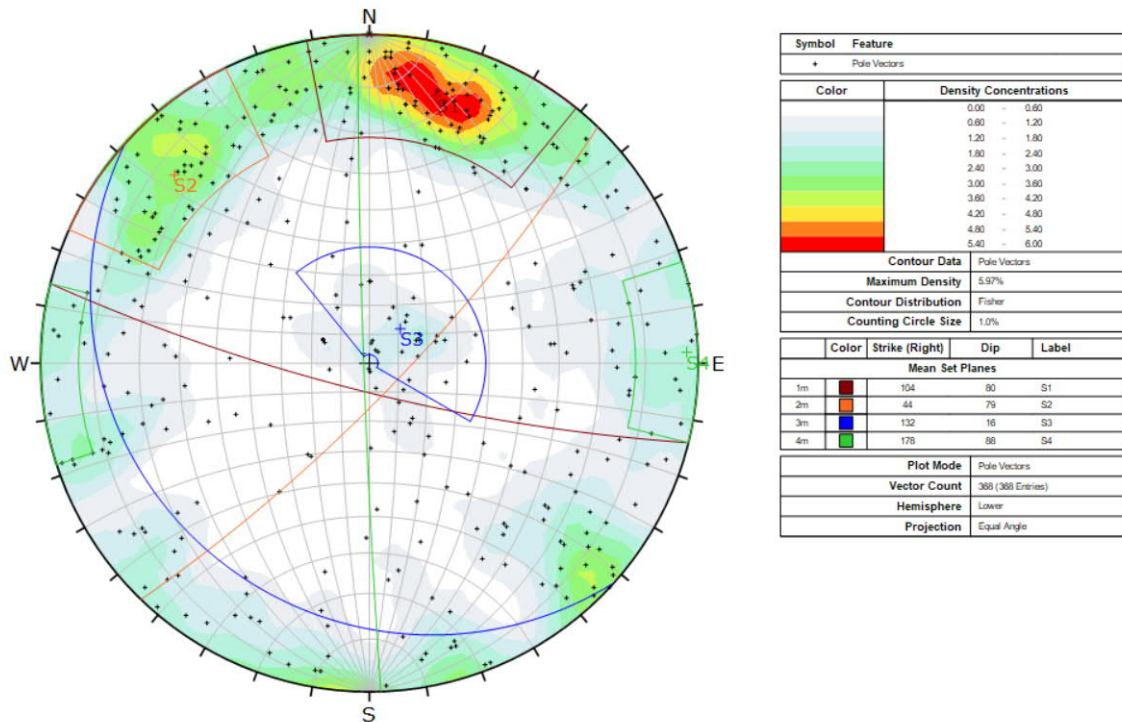 N
W
E
S
S1
S2
S3
S4
Symbol Feature
+ Pole Vectors
Color Density Concentrations
0.00 - 0.60
0.60 - 1.20
1.20 - 1.80
1.80 - 2.40
2.40 - 3.00
3.00 - 3.60
3.60 - 4.20
4.20 - 4.80
4.80 - 5.40
5.40 - 6.00
Contour Data Pole Vectors
Maximum Density 5.97%
Contour Distribution Fisher
Counting Circle Size 1.0%
Color Strike (Right) Dip Label
Mean Set Planes
1m 104 80 S1
2m 44 79 S2
3m 132 16 S3
4m 178 88 S4
Plot Mode Pole Vectors
Vector Count 368 (368 Entries)
Hemisphere Lower
Projection Equal Angle